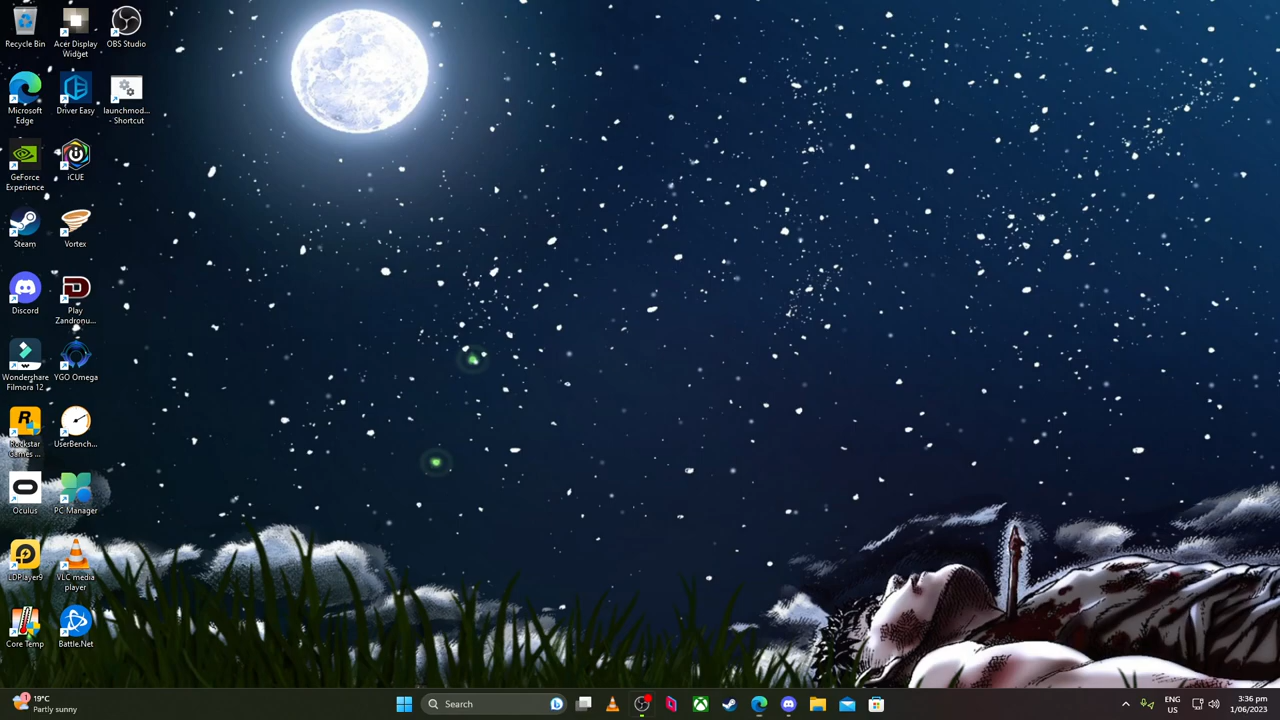 Recycle Bin
Acer Display
Widget
OBS Studio
Microsoft
Edge
Driver Easy
launchmod...
- Shortcut
GeForce
Experience
iCUE
Steam
Vortex
Discord
Play
Zandronu...
Wondershare
Filmora 12
YGO Omega
Rockstar
Games ...
UserBench...
Oculus
PC Manager
LDPlayer9
VLC media
player
Core Temp
Battle.Net
1
19°C
Partly sunny
Search
ENG
US
3:36 pm
1/06/2023